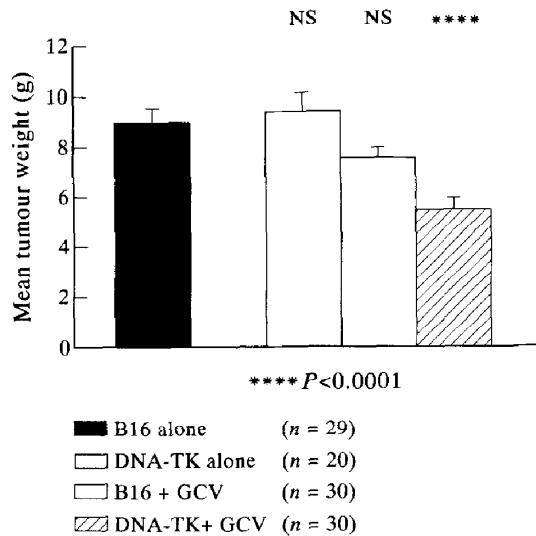 NS NS ****
Mean tumour weight (g)
12
10
8
6
4
2
0
**** P<0.0001
B16 alone (n = 29)
DNA-TK alone (n = 20)
B16 + GCV (n = 30)
DNA-TK+ GCV (n = 30)